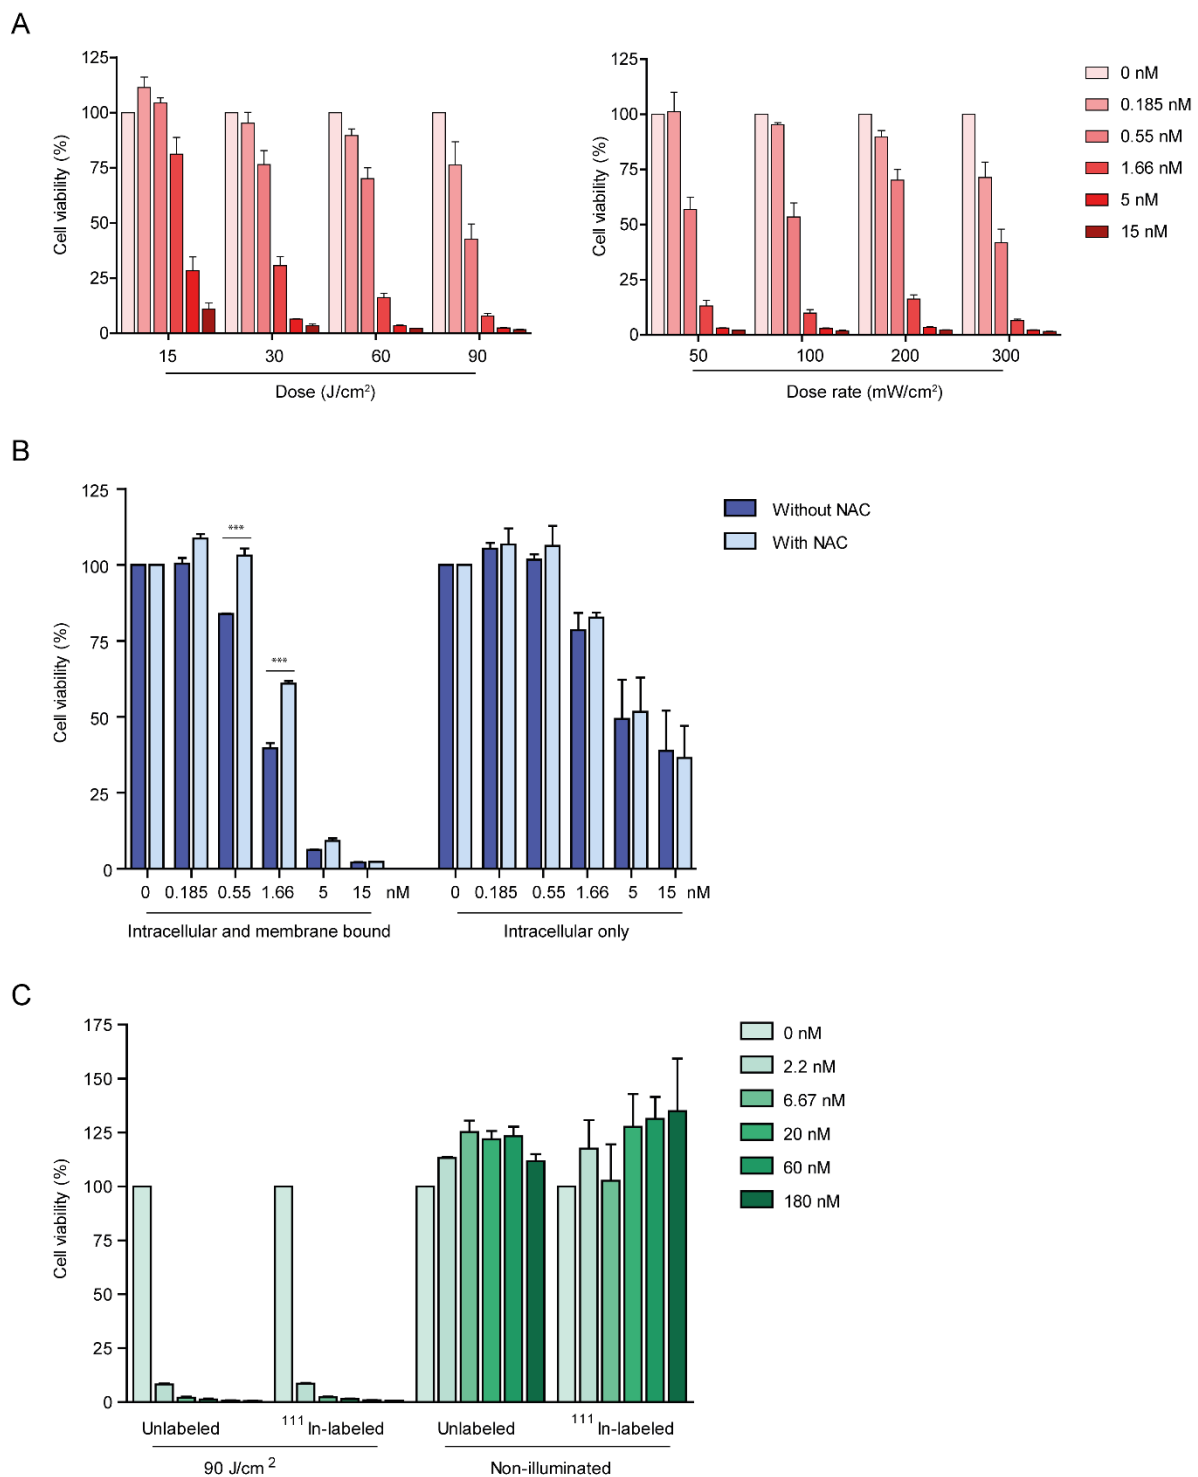 A
125
100
75
50
25
0
Cell viability (%)
15 30 60 90
Dose (J/cm²)
125
100
75
50
25
0
Cell viability (%)
50 100 200 300
Dose rate (mW/cm²)
0 nM
0.185 nM
0.55 nM
1.66 nM
5 nM
15 nM
B
125
100
75
50
25
0
Cell viability (%)
***
***
0 0.185 0.55 1.66 5 15 nM
Intracellular and membrane bound
0 0.185 0.55 1.66 5 15 nM
Intracellular only
Without NAC
With NAC
C
175
150
125
100
75
50
25
0
Cell viability (%)
Unlabeled ¹¹¹In-labeled Unlabeled ¹¹¹In-labeled
90 J/cm² Non-illuminated
0 nM
2.2 nM
6.67 nM
20 nM
60 nM
180 nM